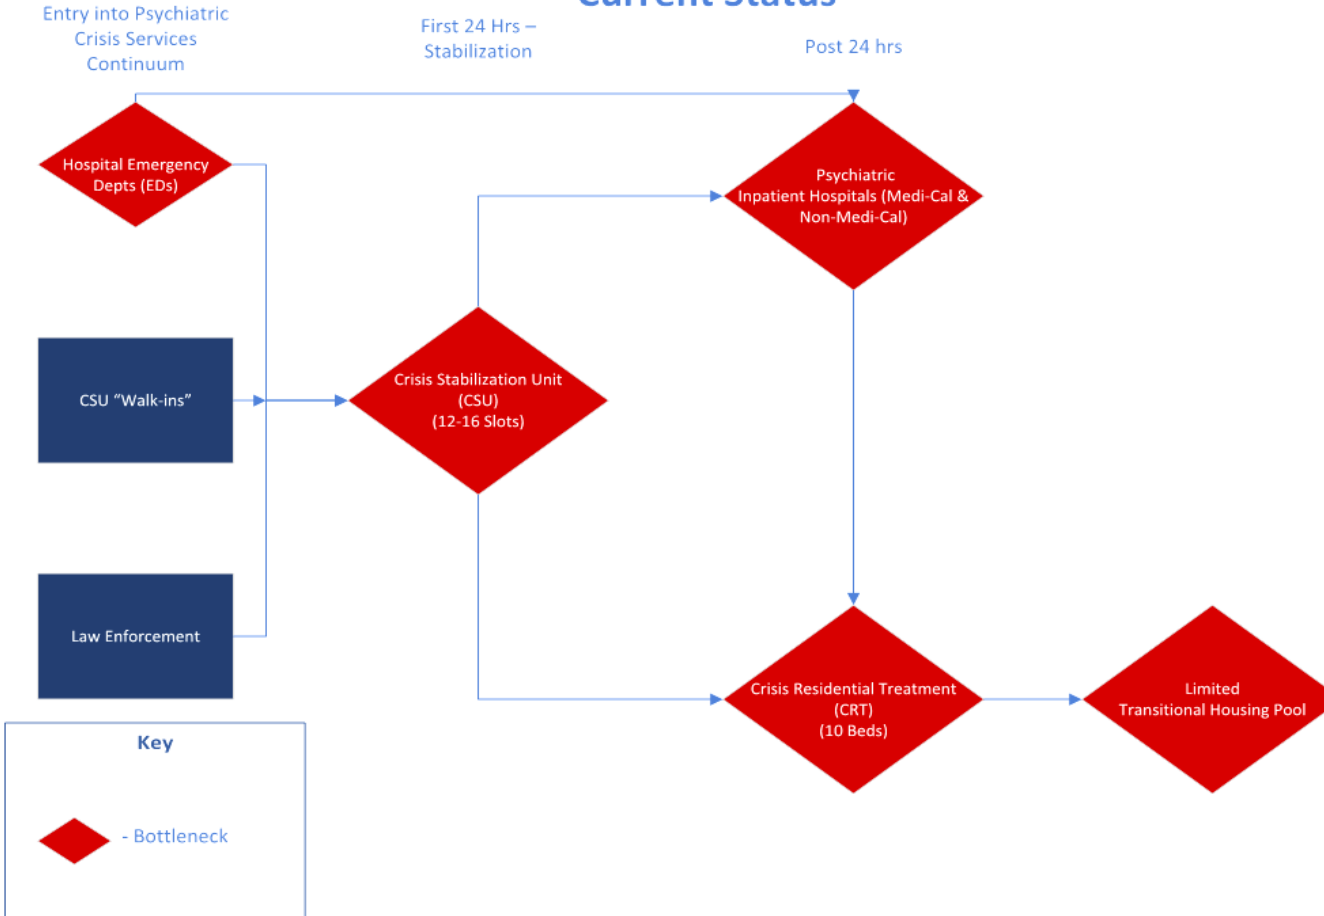 Current Status
Entry into Psychiatric
Crisis Services
Continuum
First 24 Hrs –
Stabilization
Post 24 hrs
Hospital Emergency
Depts (EDs)
Psychiatric
Inpatient Hospitals (Medi-Cal &
Non-Medi-Cal)
CSU “Walk-ins”
Crisis Stabilization Unit
(CSU)
(12-16 Slots)
Law Enforcement
Crisis Residential Treatment
(CRT)
(10 Beds)
Limited
Transitional Housing Pool
Key
- Bottleneck